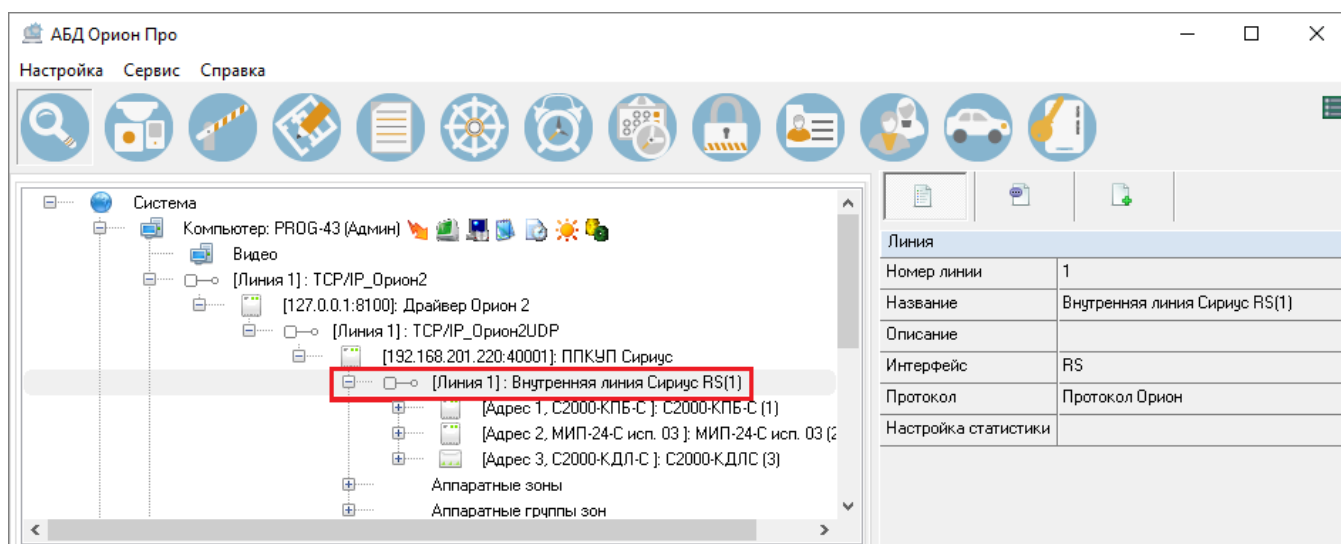 АБД Орион Про
Настройка Сервис Справка
Система
Компьютер: PROG-43 (Админ)
Видео
[Линия 1] : TCP/IP_Орион2
[127.0.0.1:8100]: Драйвер Орион 2
[Линия 1] : TCP/IP_Орион2UDP
[192.168.201.220:40001]: ППКУП Сириус
[Линия 1] : Внутренняя линия Сириус RS(1)
[Адрес 1, С2000-КПБ-С ]: С2000-КПБ-С (1)
[Адрес 2, МИП-24-С исп. 03 ]: МИП-24-С исп. 03 (2
[Адрес 3, С2000-КДЛ-С ]: С2000-КДЛС (3)
Аппаратные зоны
Аппаратные группы зон
Линия
Номер линии 1
Название Внутренняя линия Сириус RS(1)
Описание
Интерфейс RS
Протокол Протокол Орион
Настройка статистики